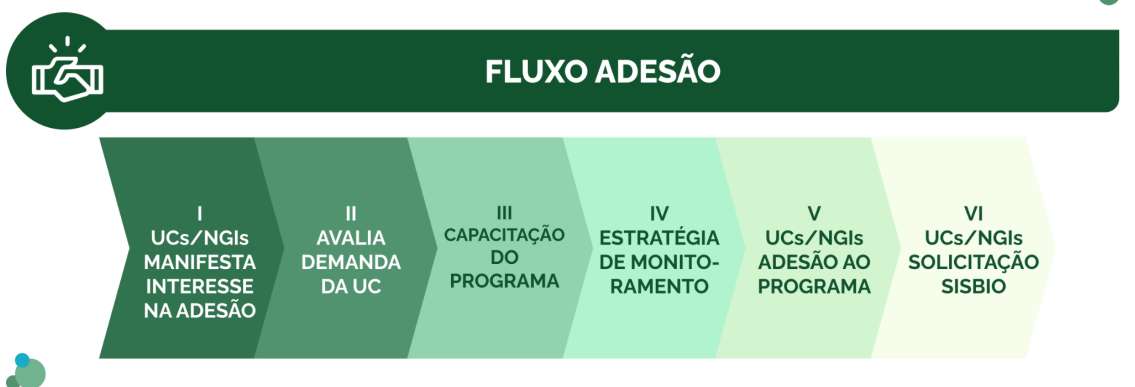 FLUXO ADESÃO
I
UCs/NGIs
MANIFESTA
INTERESSE
NA ADESÃO
II
AVALIA
DEMANDA
DA UC
III
CAPACITAÇÃO
DO
PROGRAMA
IV
ESTRATÉGIA
DE MONITO-
RAMENTO
V
UCs/NGIs
ADESÃO AO
PROGRAMA
VI
UCs/NGIs
SOLICITAÇÃO
SISBIO